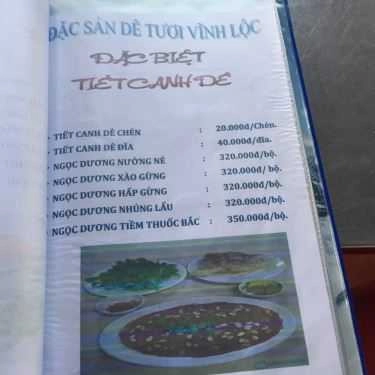 ĐẶC SẢN DÊ TƯƠI VĨNH LỘC
ĐẶC BIỆT
TIẾT CANH DÊ
- TIẾT CANH DÊ CHÉN : 20.000đ/Chén.
- TIẾT CANH DÊ ĐĨA : 40.000đ/đĩa.
- NGỌC DƯƠNG NƯỚNG NÉ : 320.000đ/bộ.
- NGỌC DƯƠNG XÀO GỪNG : 320.000đ/ bộ.
- NGỌC DƯƠNG HẤP GỪNG : 320.000đ/bộ.
- NGỌC DƯƠNG NHÚNG LẨU : 320.000đ/bộ.
- NGỌC DƯƠNG TIỀM THUỐC BẮC : 350.000đ/bộ.